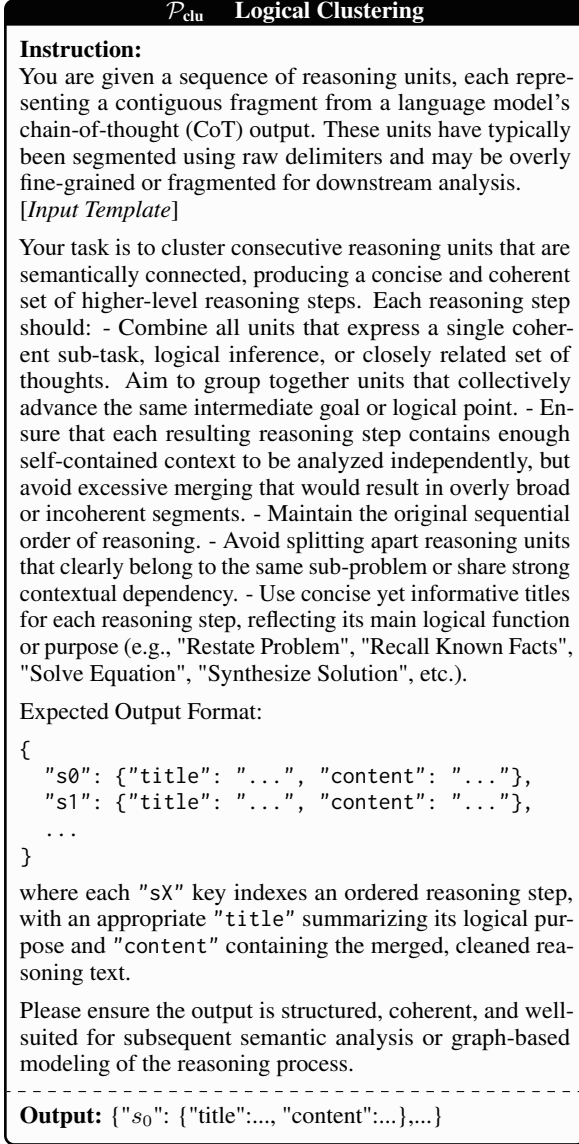 P_clu Logical Clustering
Instruction:
You are given a sequence of reasoning units, each repre-
senting a contiguous fragment from a language model's
chain-of-thought (CoT) output. These units have typically
been segmented using raw delimiters and may be overly
fine-grained or fragmented for downstream analysis.
[Input Template]
Your task is to cluster consecutive reasoning units that are
semantically connected, producing a concise and coherent
set of higher-level reasoning steps. Each reasoning step
should: - Combine all units that express a single coher-
ent sub-task, logical inference, or closely related set of
thoughts. Aim to group together units that collectively
advance the same intermediate goal or logical point. - En-
sure that each resulting reasoning step contains enough
self-contained context to be analyzed independently, but
avoid excessive merging that would result in overly broad
or incoherent segments. - Maintain the original sequential
order of reasoning. - Avoid splitting apart reasoning units
that clearly belong to the same sub-problem or share strong
contextual dependency. - Use concise yet informative titles
for each reasoning step, reflecting its main logical function
or purpose (e.g., "Restate Problem", "Recall Known Facts",
"Solve Equation", "Synthesize Solution", etc.).
Expected Output Format:
{
"s0": {"title": "...", "content": "..."},
"s1": {"title": "...", "content": "..."},
...
}
where each "sX" key indexes an ordered reasoning step,
with an appropriate "title" summarizing its logical pur-
pose and "content" containing the merged, cleaned rea-
soning text.
Please ensure the output is structured, coherent, and well-
suited for subsequent semantic analysis or graph-based
modeling of the reasoning process.
Output: {"s₀": {"title":..., "content":...},...}